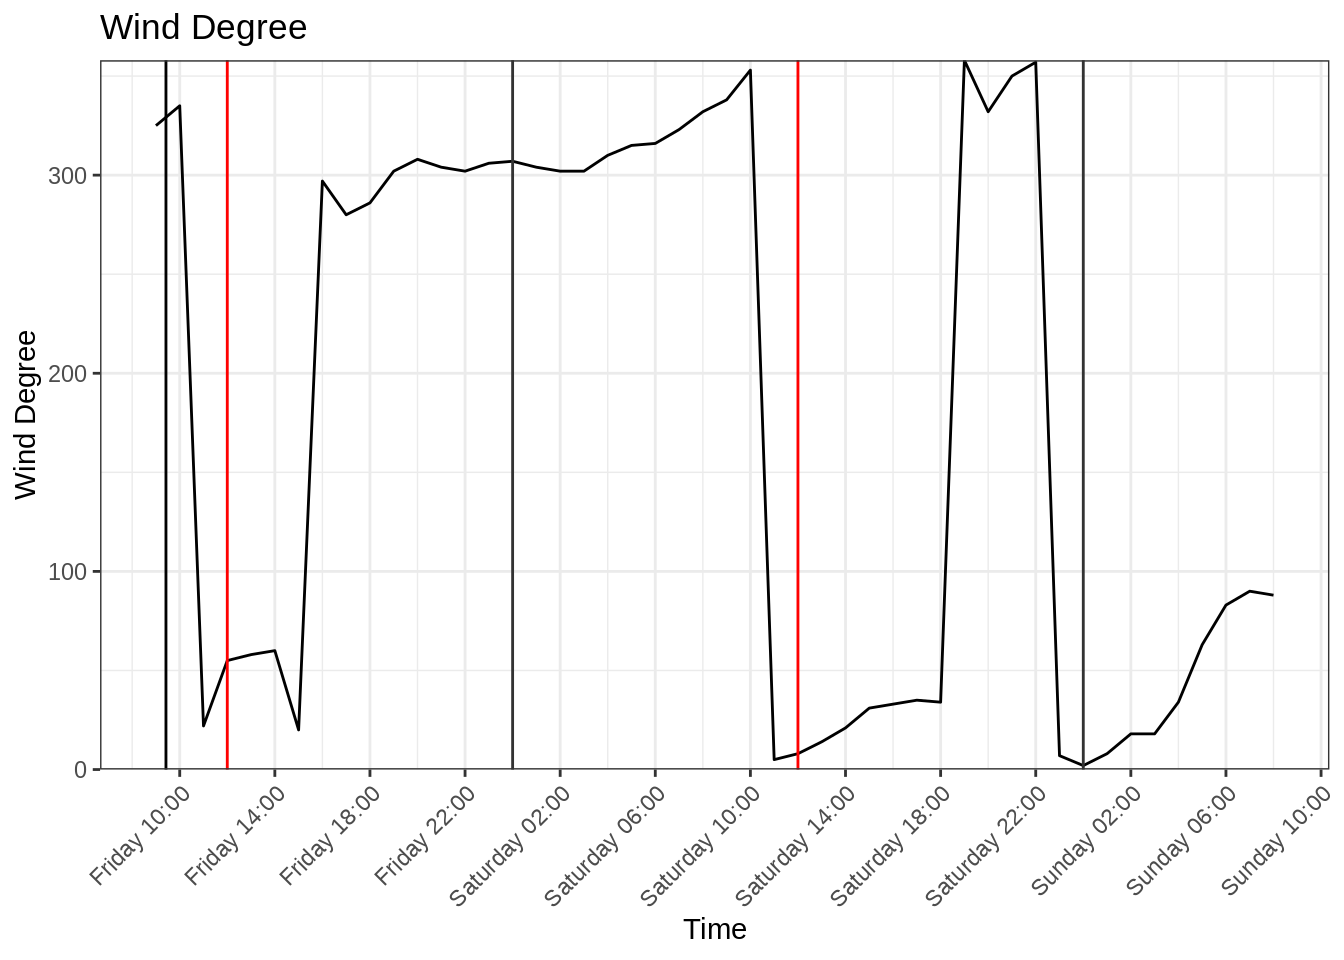 Wind Degree
Wind Degree
300
200
100
0
Friday 10:00
Friday 14:00
Friday 18:00
Friday 22:00
Saturday 02:00
Saturday 06:00
Saturday 10:00
Saturday 14:00
Saturday 18:00
Saturday 22:00
Sunday 02:00
Sunday 06:00
Sunday 10:00
Time